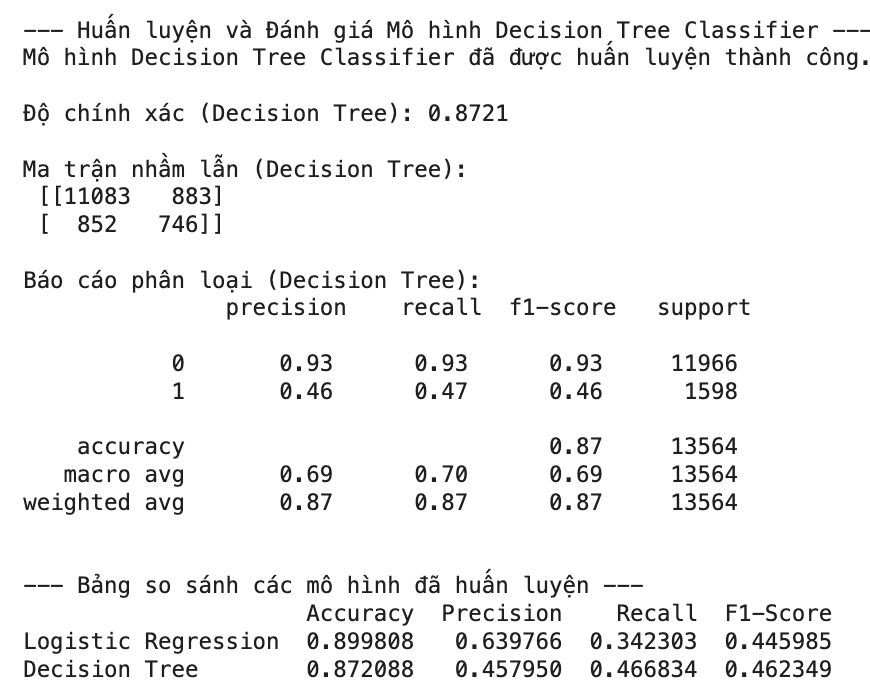 --- Huấn luyện và Đánh giá Mô hình Decision Tree Classifier ---
Mô hình Decision Tree Classifier đã được huấn luyện thành công.
Độ chính xác (Decision Tree): 0.8721
Ma trận nhầm lẫn (Decision Tree):
[[11083   883]
[  852   746]]
Báo cáo phân loại (Decision Tree):
precision    recall  f1-score   support
0       0.93      0.93      0.93     11966
1       0.46      0.47      0.46      1598
accuracy                           0.87     13564
macro avg       0.69      0.70      0.69     13564
weighted avg       0.87      0.87      0.87     13564
--- Bảng so sánh các mô hình đã huấn luyện ---
Accuracy  Precision    Recall  F1-Score
Logistic Regression  0.899808   0.639766  0.342303  0.445985
Decision Tree        0.872088   0.457950  0.466834  0.462349